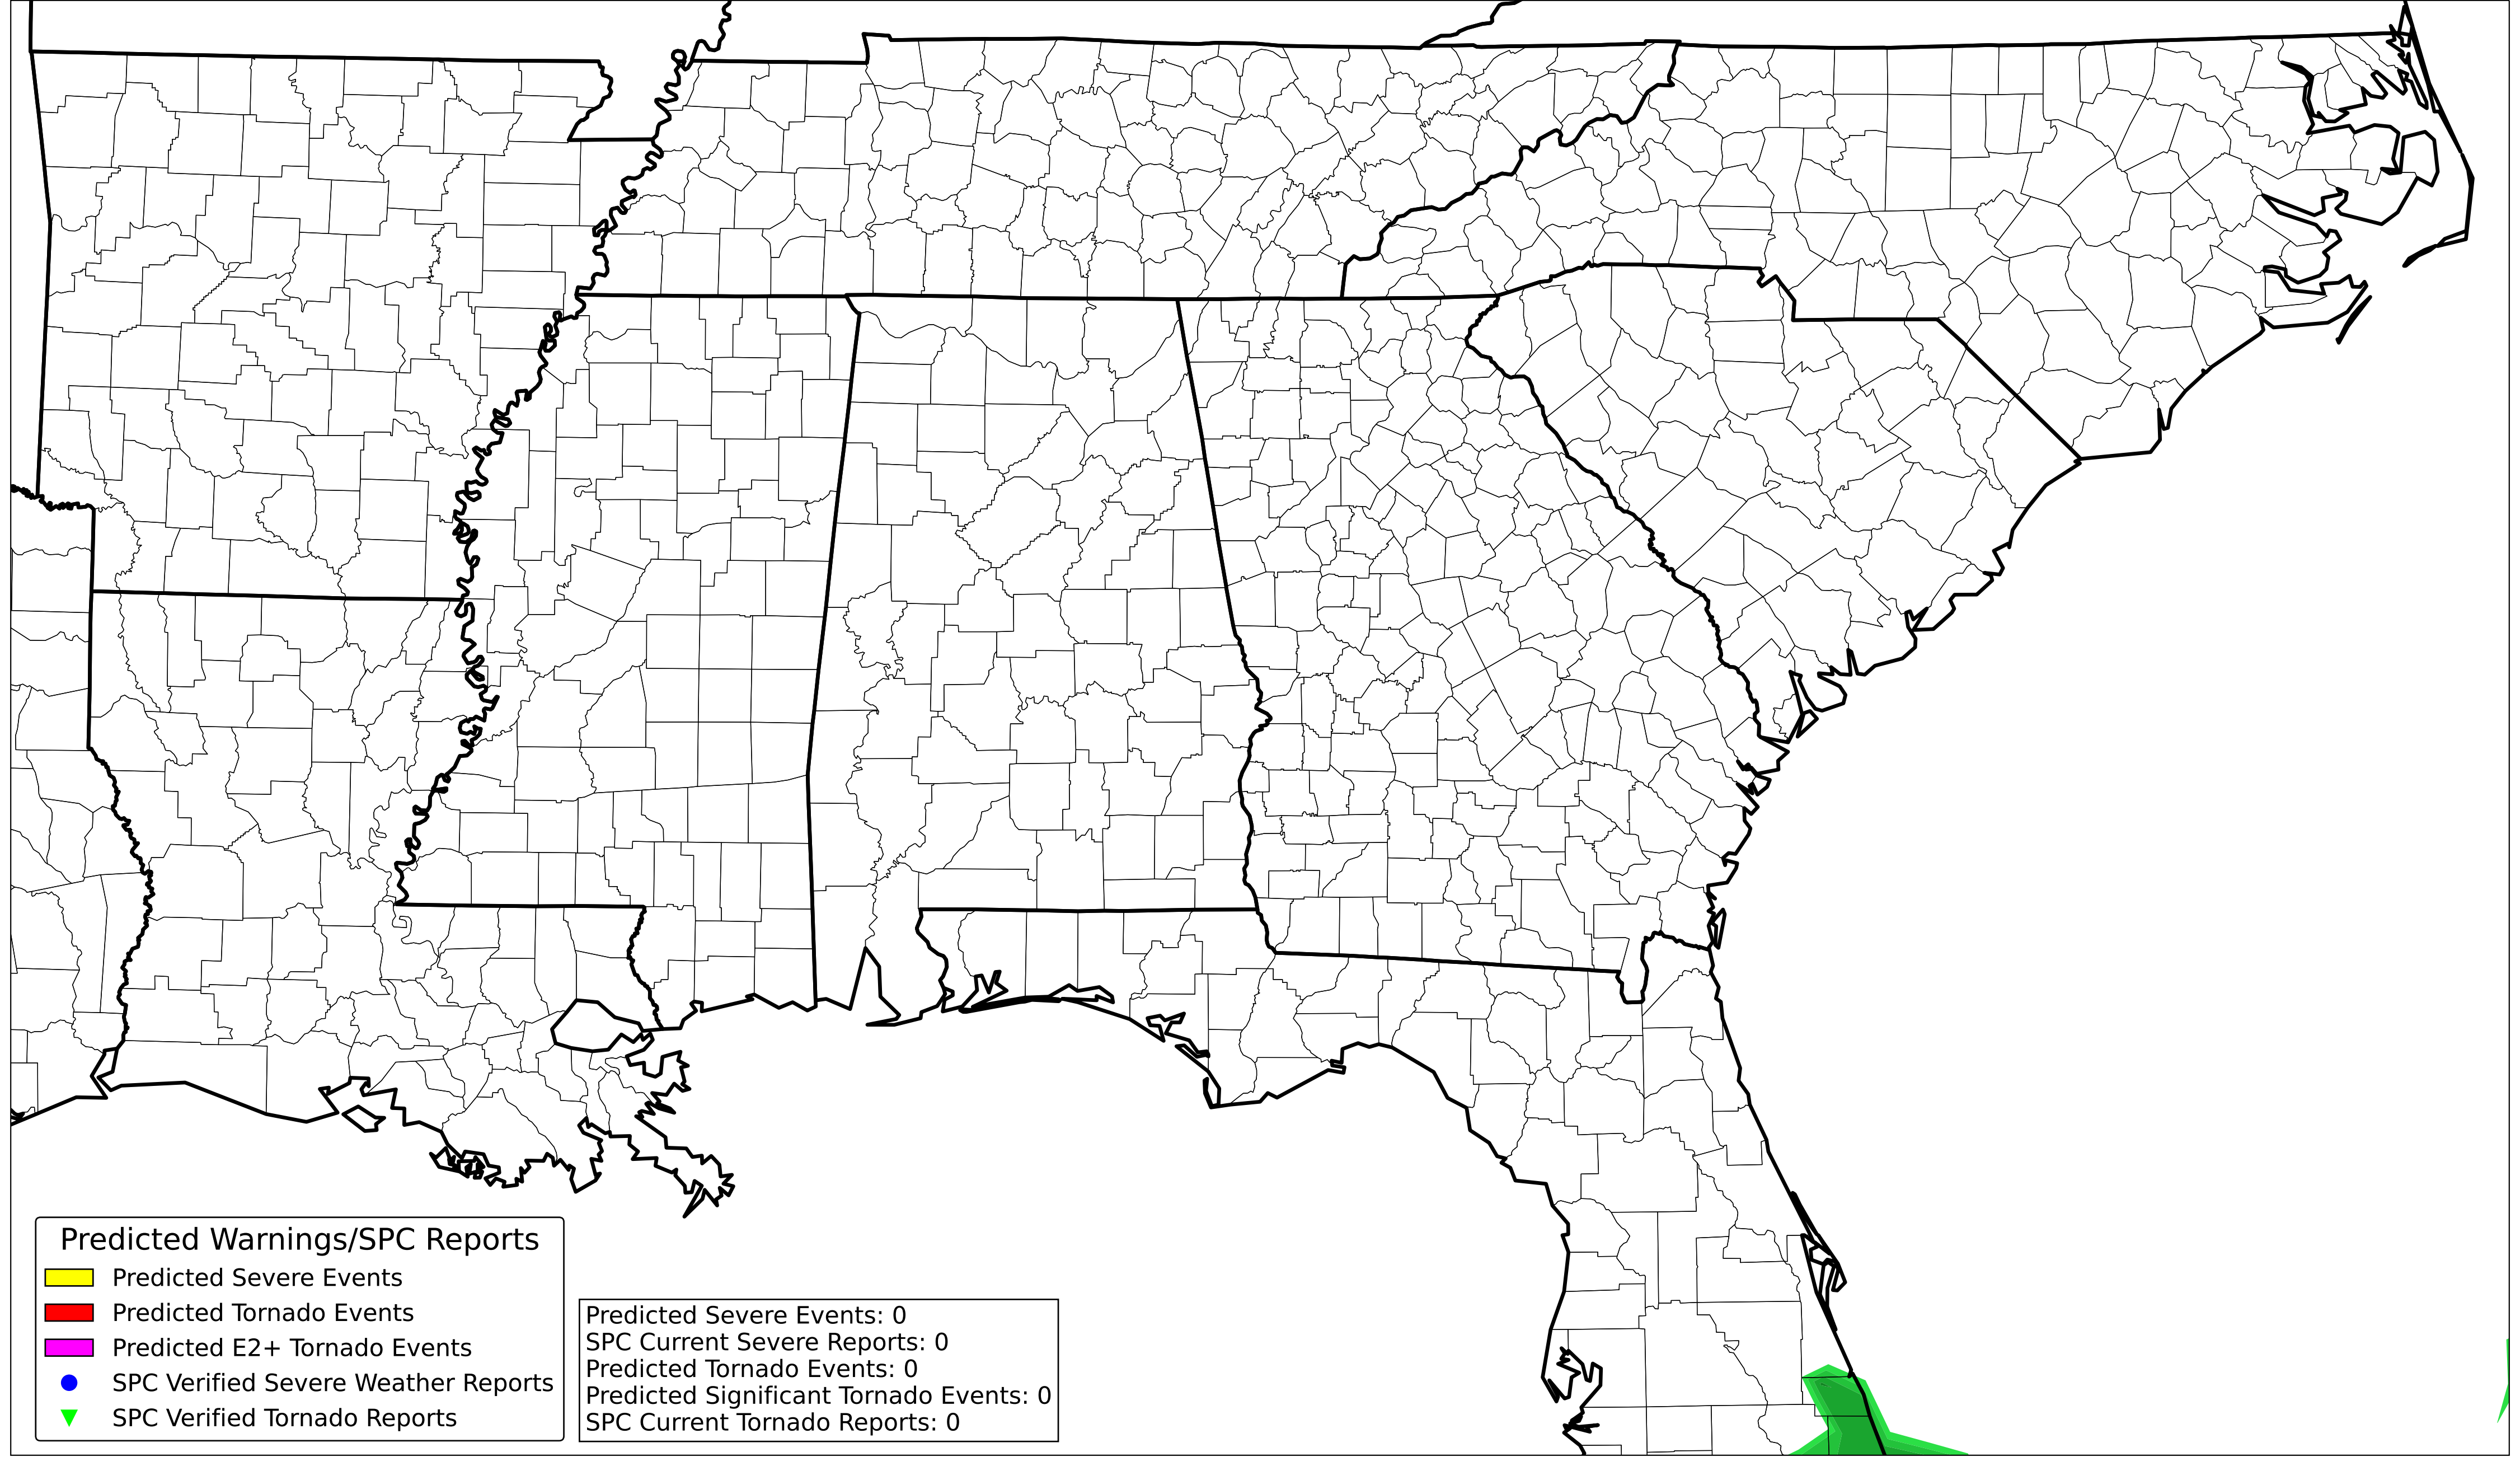 Predicted Warnings/SPC Reports
Predicted Severe Events
Predicted Tornado Events
Predicted E2+ Tornado Events
SPC Verified Severe Weather Reports
SPC Verified Tornado Reports
Predicted Severe Events: 0
SPC Current Severe Reports: 0
Predicted Tornado Events: 0
Predicted Significant Tornado Events: 0
SPC Current Tornado Reports: 0